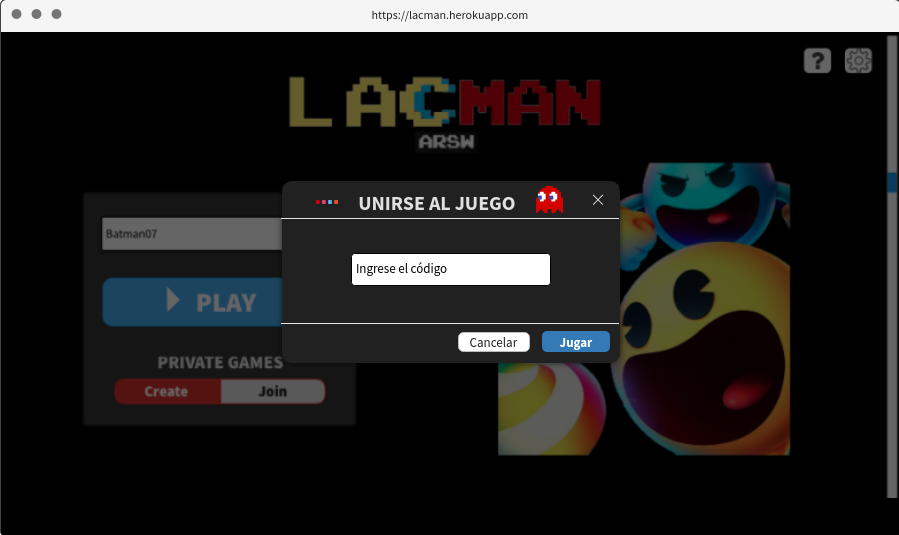 https://lacman.herokuapp.com
?
LACMAN
ARSW
UNIRSE AL JUEGO
Batman07
Ingrese el código
PLAY
Cancelar
Jugar
PRIVATE GAMES
Create
Join